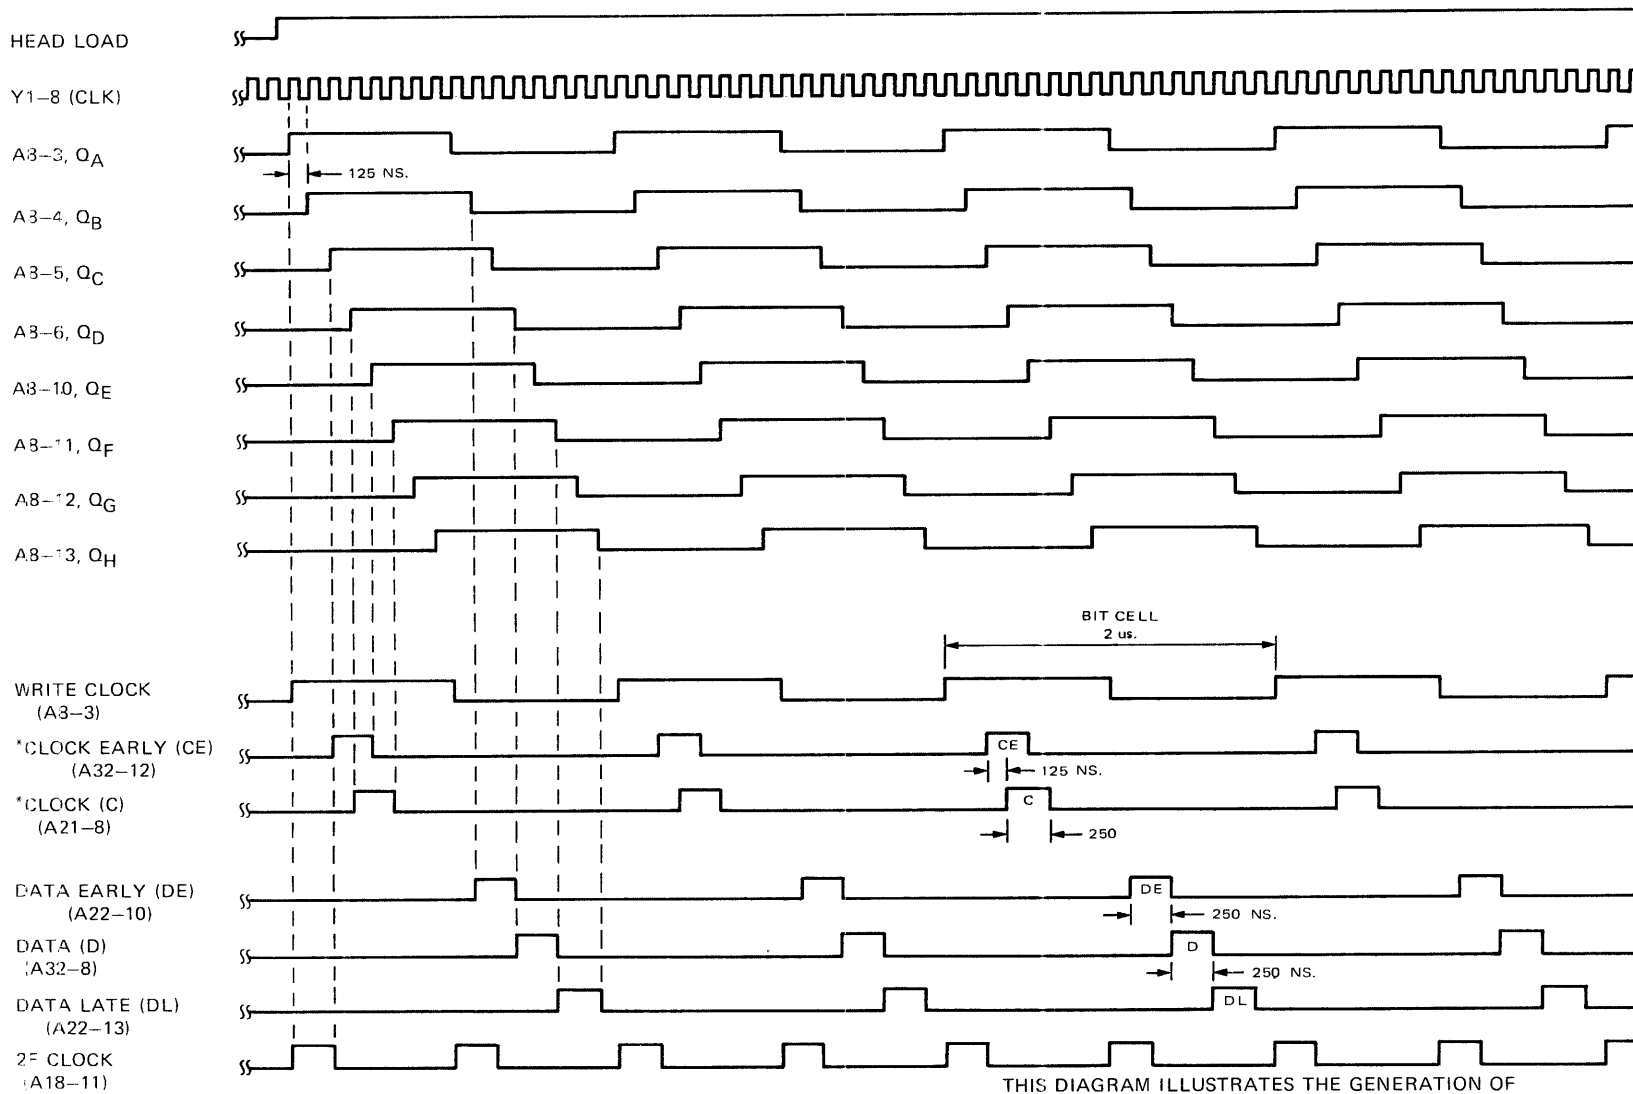 HEAD LOAD
Y1-8 (CLK)
A8-3, QA
125 NS.
A8-4, QB
A8-5, QC
A8-6, QD
A8-10, QE
A8-11, QF
A8-12, QG
A8-13, QH
BIT CELL
2 us.
WRITE CLOCK
(A8-3)
*CLOCK EARLY (CE)
(A32-12)
CE
125 NS.
*CLOCK (C)
(A21-8)
C
250
DATA EARLY (DE)
(A22-10)
DE
250 NS.
DATA (D)
(A32-8)
D
250 NS.
DATA LATE (DL)
(A22-13)
DL
2F CLOCK
(A18-11)
THIS DIAGRAM ILLUSTRATES THE GENERATION OF